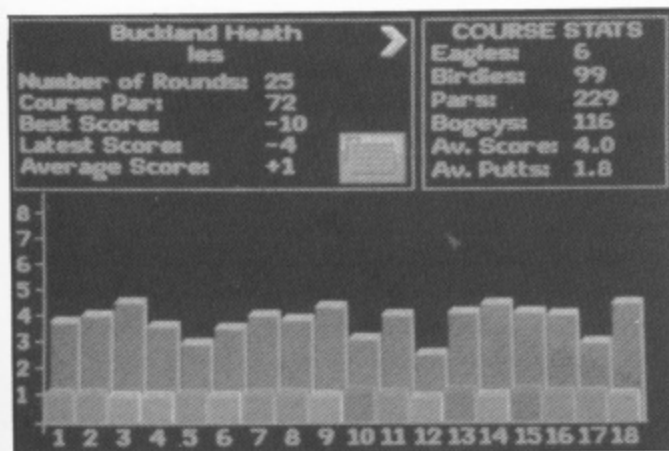 Buckland Heath
les
Number of Rounds: 25
Course Par: 72
Best Score: -10
Latest Score: -4
Average Score: +1
COURSE STATS
Eagles: 6
Birdies: 99
Pars: 229
Bogeys: 116
Av. Score: 4.0
Av. Putts: 1.8
8
7
6
5
4
3
2
1
1 2 3 4 5 6 7 8 9 10 11 12 13 14 15 16 17 18